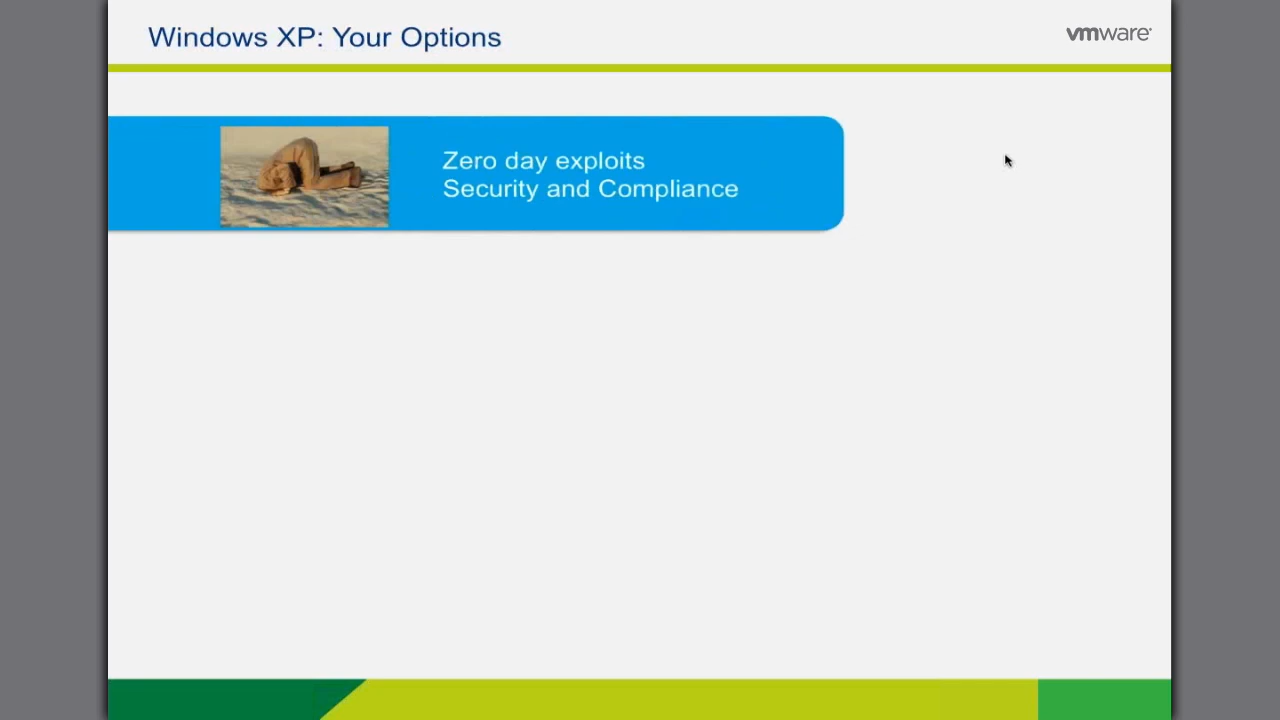 Windows XP: Your Options
vmware
Zero day exploits
Security and Compliance